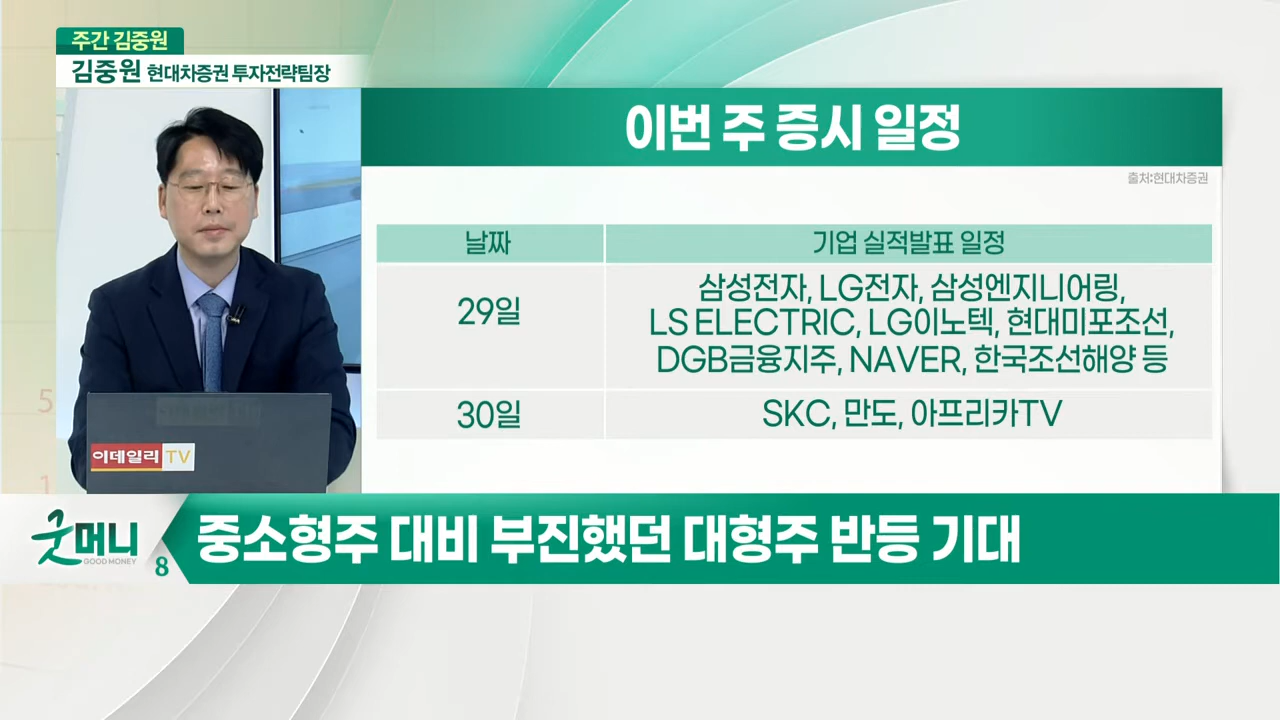 주간 김중원
김중원 현대차증권 투자전략팀장
이번 주 증시 일정
출처:현대차증권
날짜
기업 실적발표 일정
29일
삼성전자, LG전자, 삼성엔지니어링,
LS ELECTRIC, LG이노텍, 현대미포조선,
DGB금융지주, NAVER, 한국조선해양 등
30일
SKC, 만도, 아프리카TV
5
1
이데일리 TV
굿머니
GOOD MONEY
8
중소형주 대비 부진했던 대형주 반등 기대